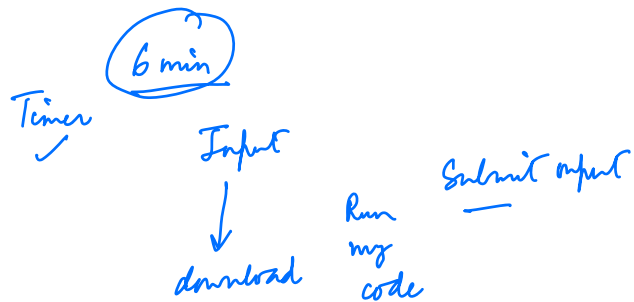 6 min
Timer
Input
download
Run
my
code
Submit output